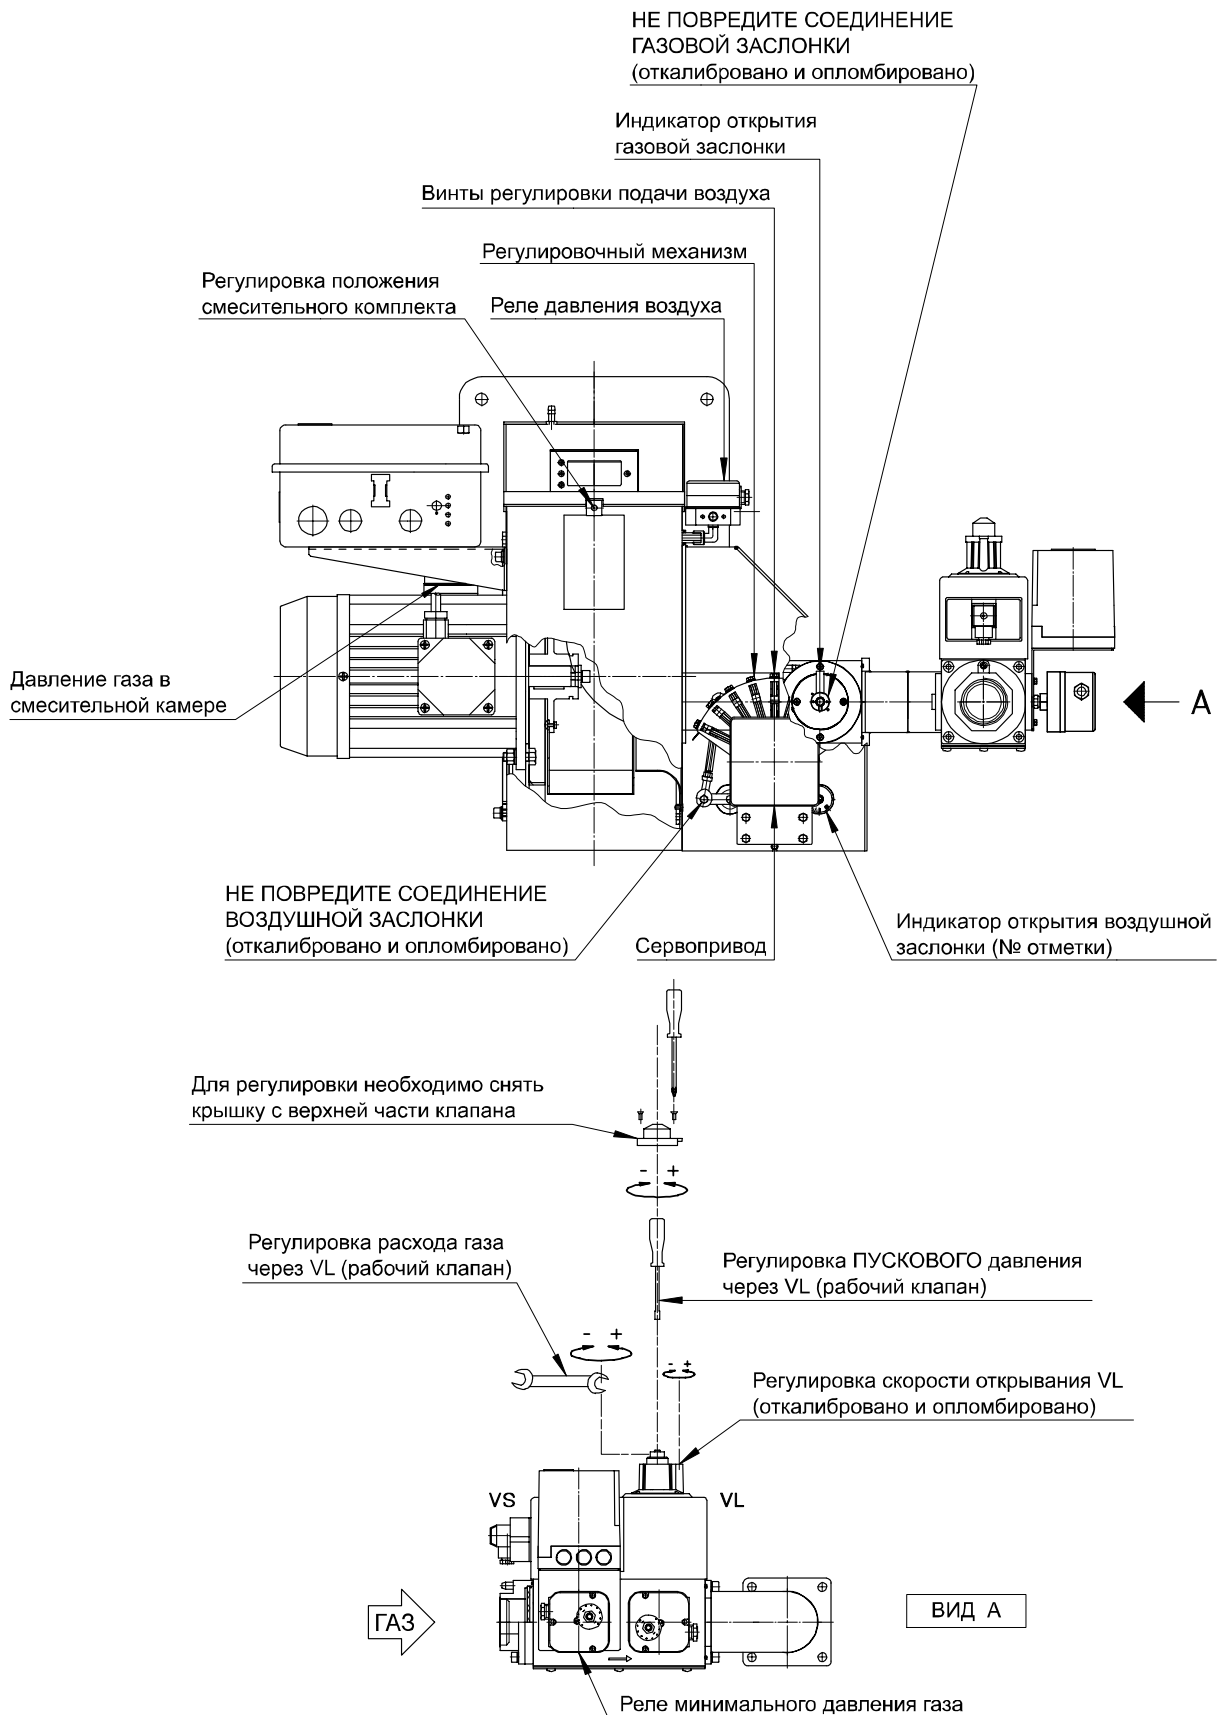 НЕ ПОВРЕДИТЕ СОЕДИНЕНИЕ
ГАЗОВОЙ ЗАСЛОНКИ
(откалибровано и опломбировано)
Индикатор открытия
газовой заслонки
Винты регулировки подачи воздуха
Регулировочный механизм
Регулировка положения
смесительного комплекта
Реле давления воздуха
Давление газа в
смесительной камере
A
НЕ ПОВРЕДИТЕ СОЕДИНЕНИЕ
ВОЗДУШНОЙ ЗАСЛОНКИ
(откалибровано и опломбировано)
Сервопривод
Индикатор открытия воздушной
заслонки (№ отметки)
Для регулировки необходимо снять
крышку с верхней части клапана
- +
Регулировка расхода газа
через VL (рабочий клапан)
Регулировка ПУСКОВОГО давления
через VL (рабочий клапан)
- +
- +
Регулировка скорости открывания VL
(откалибровано и опломбировано)
VS
VL
ГАЗ
ВИД А
Реле минимального давления газа